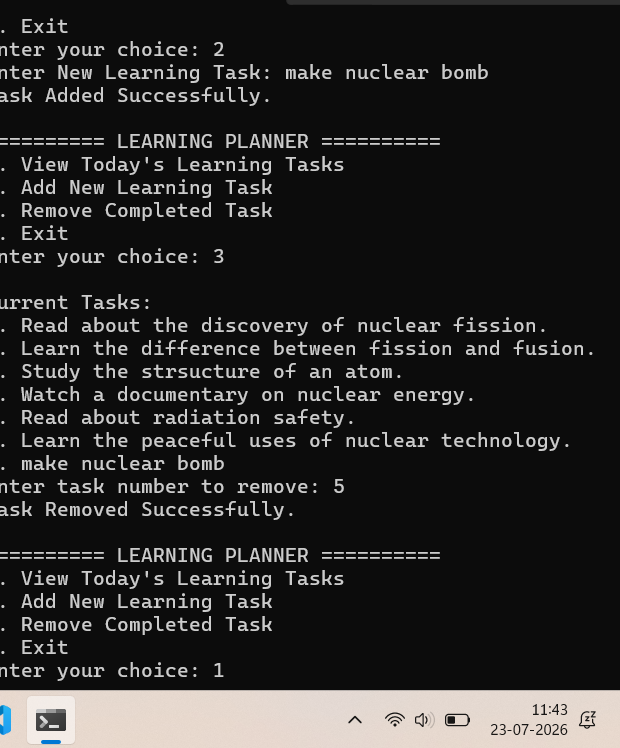 . Exit
nter your choice: 2
nter New Learning Task: make nuclear bomb
ask Added Successfully.
========= LEARNING PLANNER ==========
. View Today's Learning Tasks
. Add New Learning Task
. Remove Completed Task
. Exit
nter your choice: 3
urrent Tasks:
. Read about the discovery of nuclear fission.
. Learn the difference between fission and fusion.
. Study the strsucture of an atom.
. Watch a documentary on nuclear energy.
. Read about radiation safety.
. Learn the peaceful uses of nuclear technology.
. make nuclear bomb
nter task number to remove: 5
ask Removed Successfully.
========= LEARNING PLANNER ==========
. View Today's Learning Tasks
. Add New Learning Task
. Remove Completed Task
. Exit
nter your choice: 1
11:43
23-07-2026